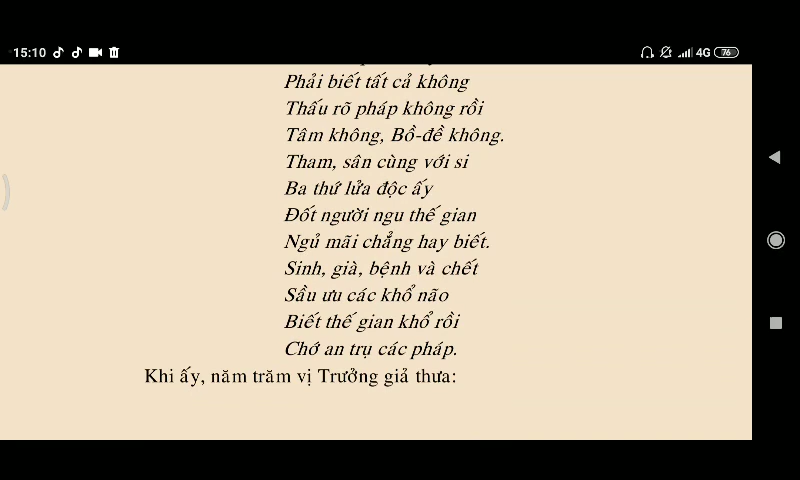 15:10
4G 76
Phải biết tất cả không
Thấu rõ pháp không rồi
Tâm không, Bồ-đề không.
Tham, sân cùng với si
Ba thứ lửa độc ấy
Đốt người ngu thế gian
Ngủ mãi chẳng hay biết.
Sinh, già, bệnh và chết
Sầu ưu các khổ não
Biết thế gian khổ rồi
Chớ an trụ các pháp.
Khi ấy, năm trăm vị Trưởng giả thưa: